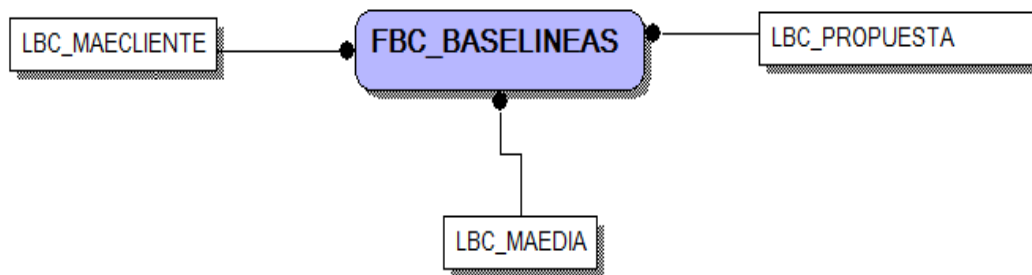 LBC_MAECLIENTE
FBC_BASELINEAS
LBC_PROPUESTA
LBC_MAEDIA